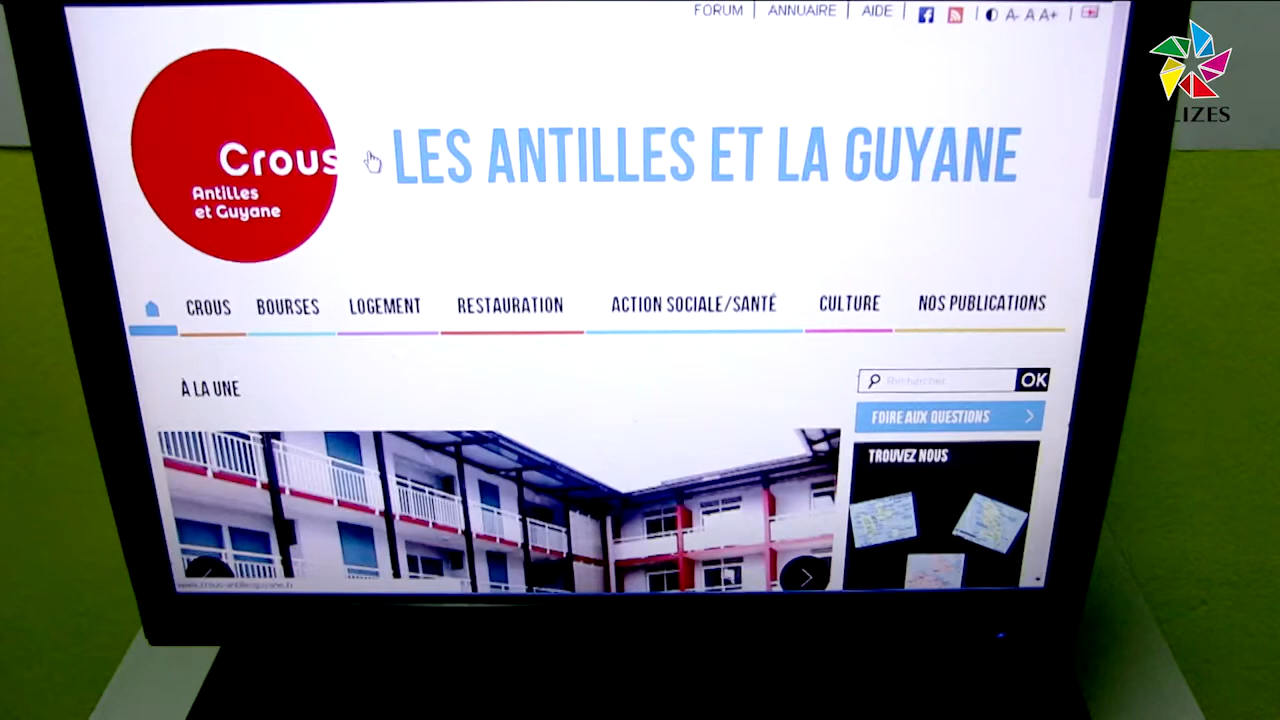 FORUM ANNUAIRE AIDE A- A A+
LIZES
Crous
Antilles
et Guyane
LES ANTILLES ET LA GUYANE
CROUS BOURSES LOGEMENT RESTAURATION ACTION SOCIALE/SANTÉ CULTURE NOS PUBLICATIONS
À LA UNE
Rechercher OK
FOIRE AUX QUESTIONS
TROUVEZ NOUS